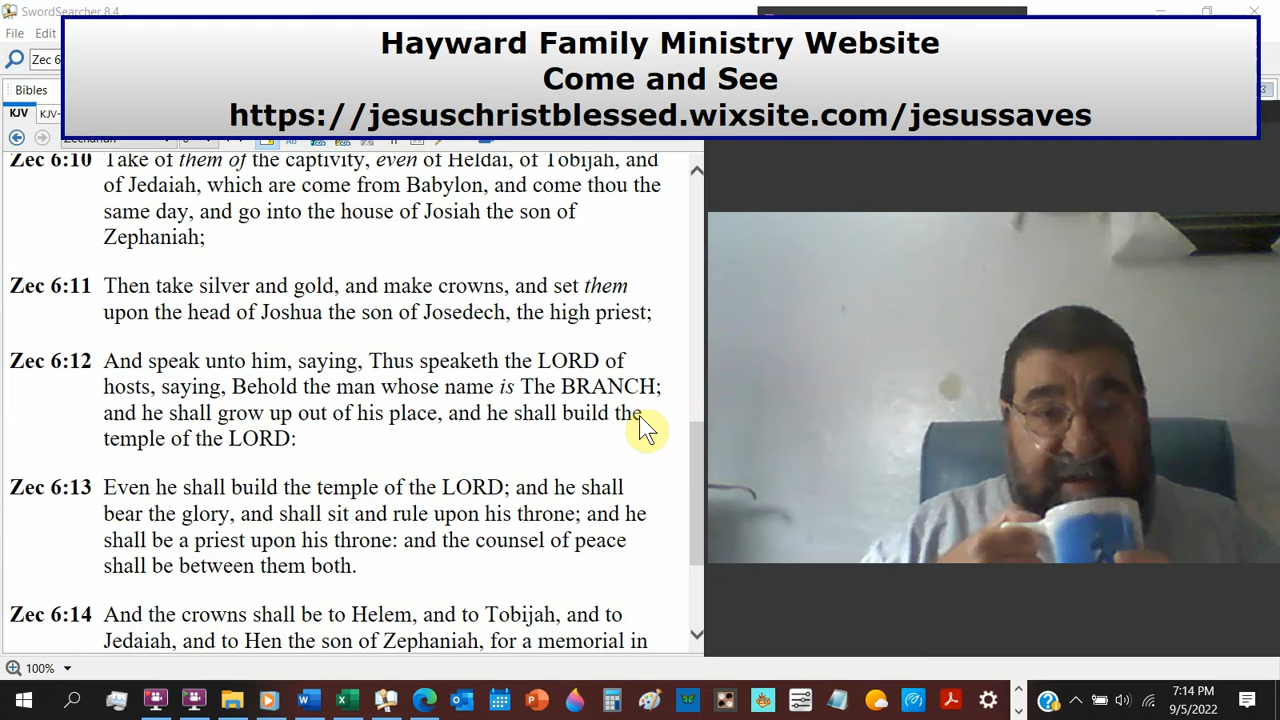 SwordSearcher 8.4
Hayward Family Ministry Website
Come and See
https://jesuschristblessed.wixsite.com/jesussaves
File Edit
Zec 6
Bibles
KJV KJV-
Zec 6:10 Take of them of the captivity, even of Heldai, of Tobijah, and
of Jedaiah, which are come from Babylon, and come thou the
same day, and go into the house of Josiah the son of
Zephaniah;
Zec 6:11 Then take silver and gold, and make crowns, and set them
upon the head of Joshua the son of Josedech, the high priest;
Zec 6:12 And speak unto him, saying, Thus speaketh the LORD of
hosts, saying, Behold the man whose name is The BRANCH;
and he shall grow up out of his place, and he shall build the
temple of the LORD:
Zec 6:13 Even he shall build the temple of the LORD; and he shall
bear the glory, and shall sit and rule upon his throne; and he
shall be a priest upon his throne: and the counsel of peace
shall be between them both.
Zec 6:14 And the crowns shall be to Helem, and to Tobijah, and to
Jedaiah, and to Hen the son of Zephaniah, for a memorial in
100%
7:14 PM
9/5/2022